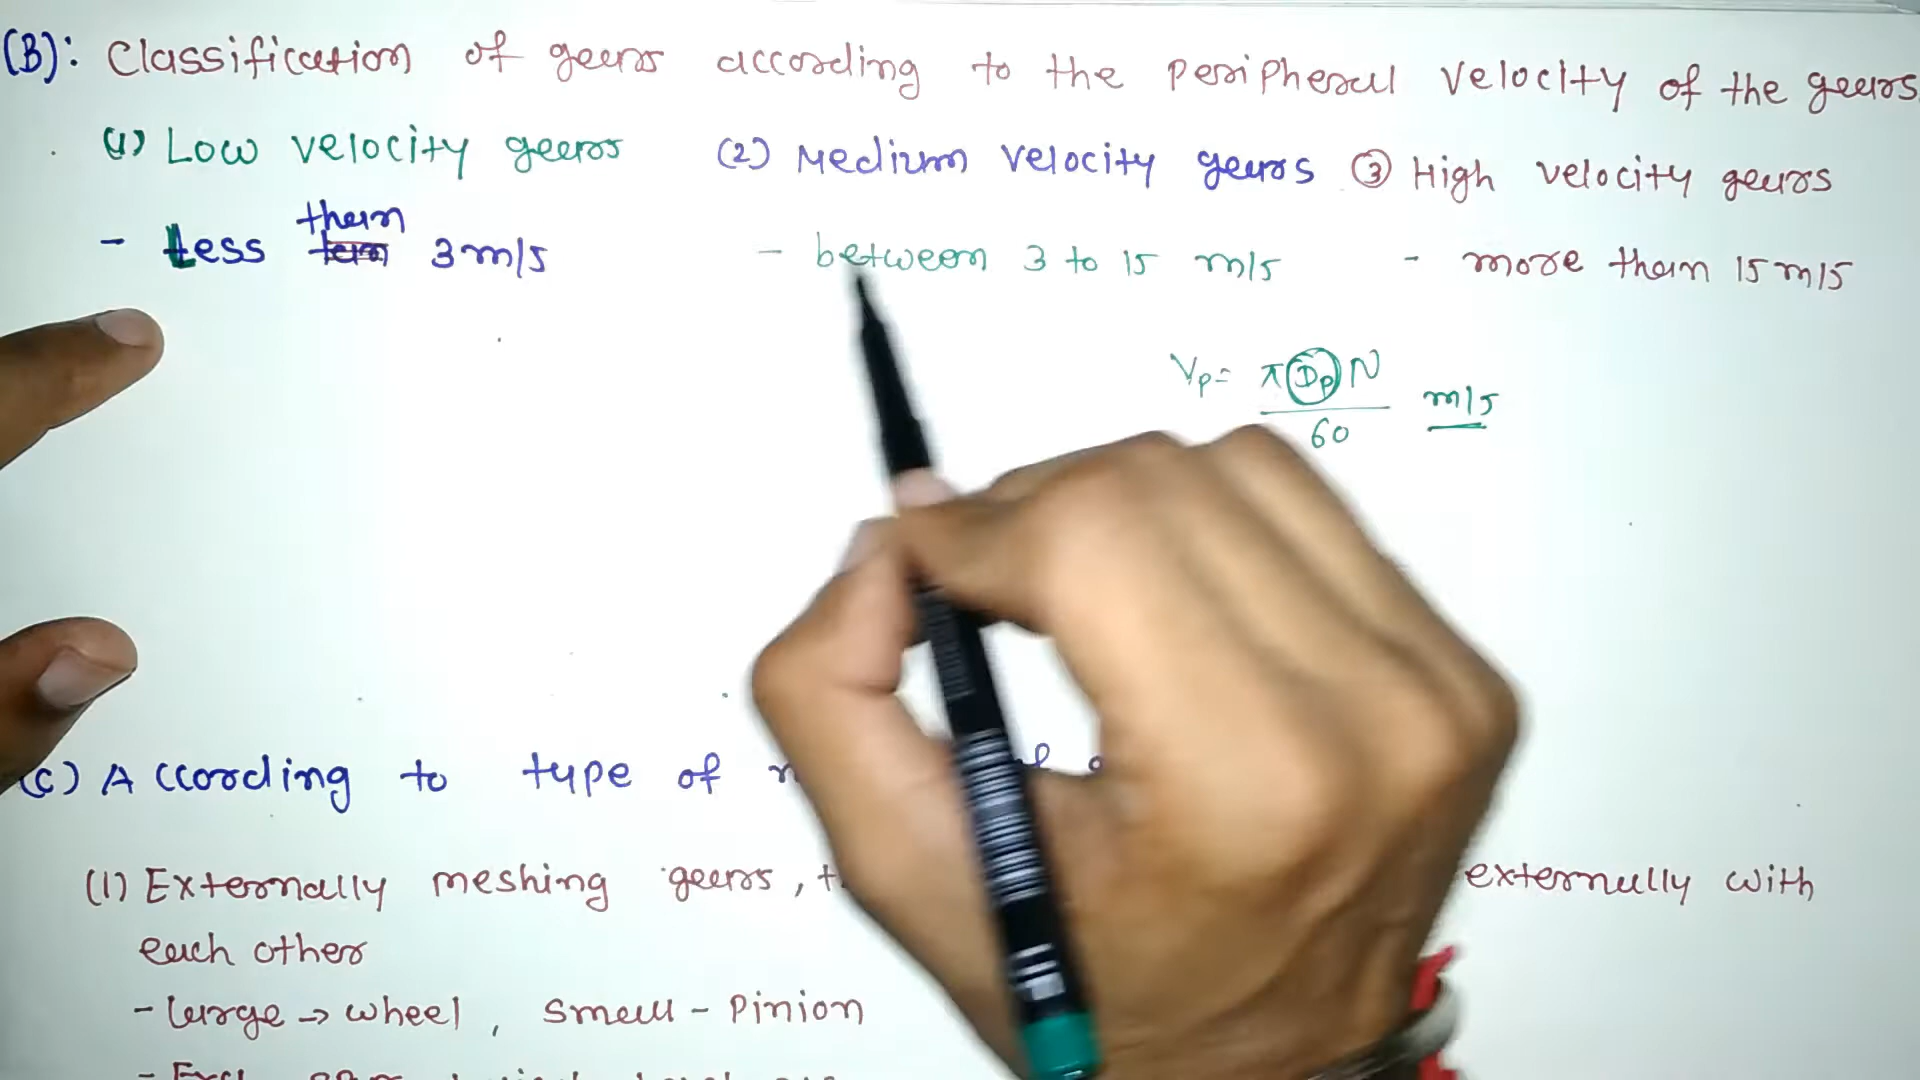 (B): Classification of gears according to the peripheral velocity of the gears
(1) Low velocity gears (2) Medium velocity gears ③ High velocity gears
- Less than 3 m/s - between 3 to 15 m/s - more than 15 m/s
Vp = πDpN / 60 m/s
(C) According to type of
(1) Externally meshing gears, externally with
each other
- large → wheel, small - Pinion